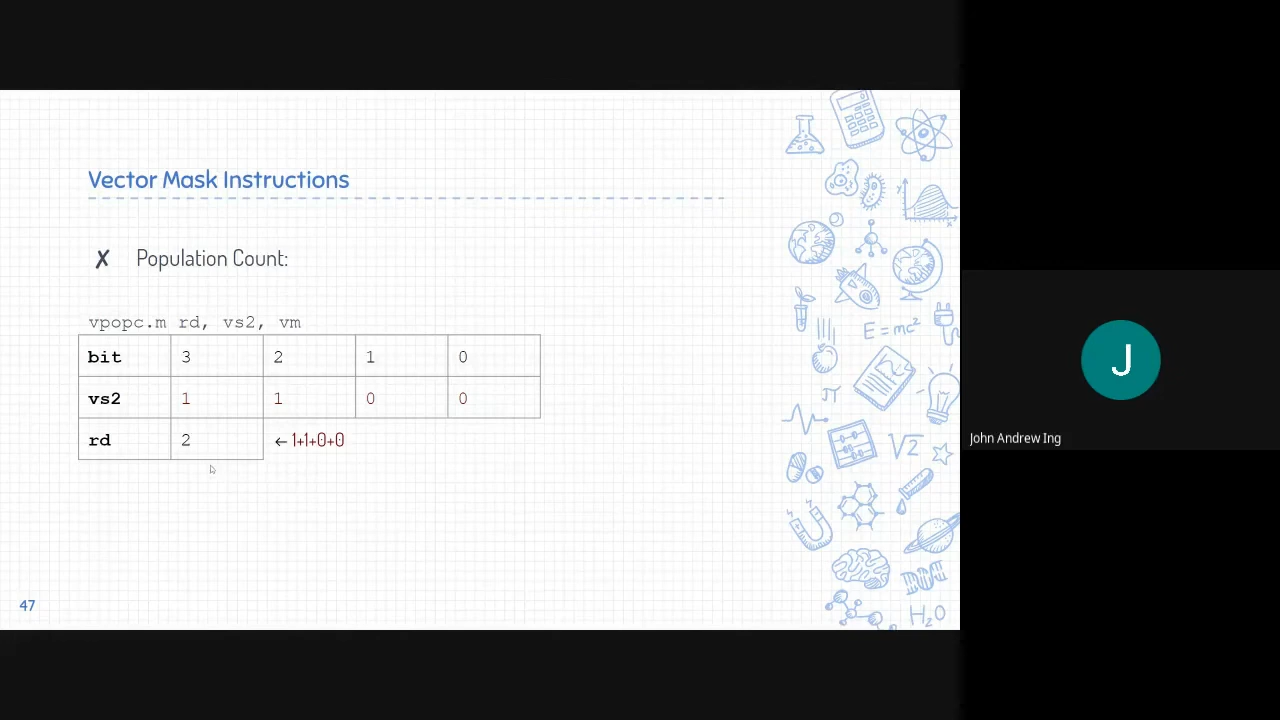 Vector Mask Instructions
✗ Population Count:
vpopc.m rd, vs2, vm
bit 3 2 1 0
vs2 1 1 0 0
rd 2 ← 1+1+0+0
47
E=mc²
π
√2
H₂O
y
x
J
John Andrew Ing